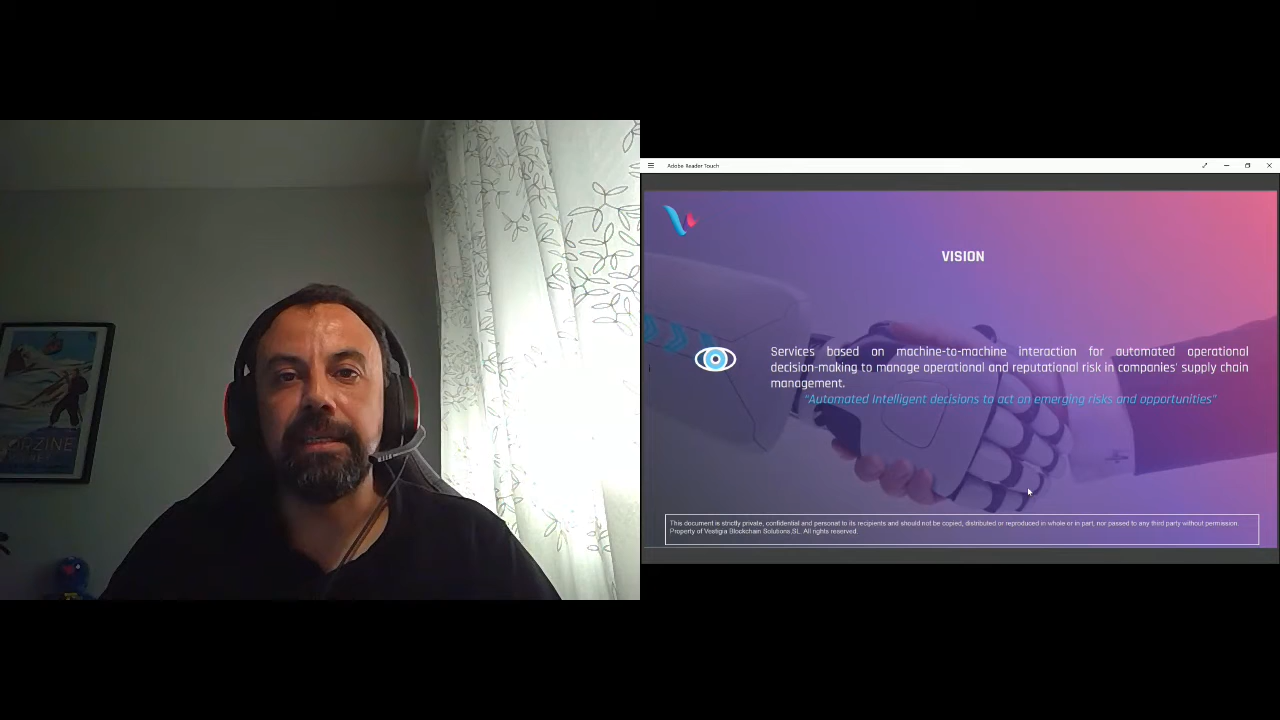 Adobe Reader Touch
VISION
Services based on machine-to-machine interaction for automated operational
decision-making to manage operational and reputational risk in companies' supply chain
management.
"Automated Intelligent decisions to act on emerging risks and opportunities"
This document is strictly private, confidential and personal to its recipients and should not be copied, distributed or reproduced in whole or in part, nor passed to any third party without permission.
Property of Vestigia Blockchain Solutions,SL. All rights reserved.